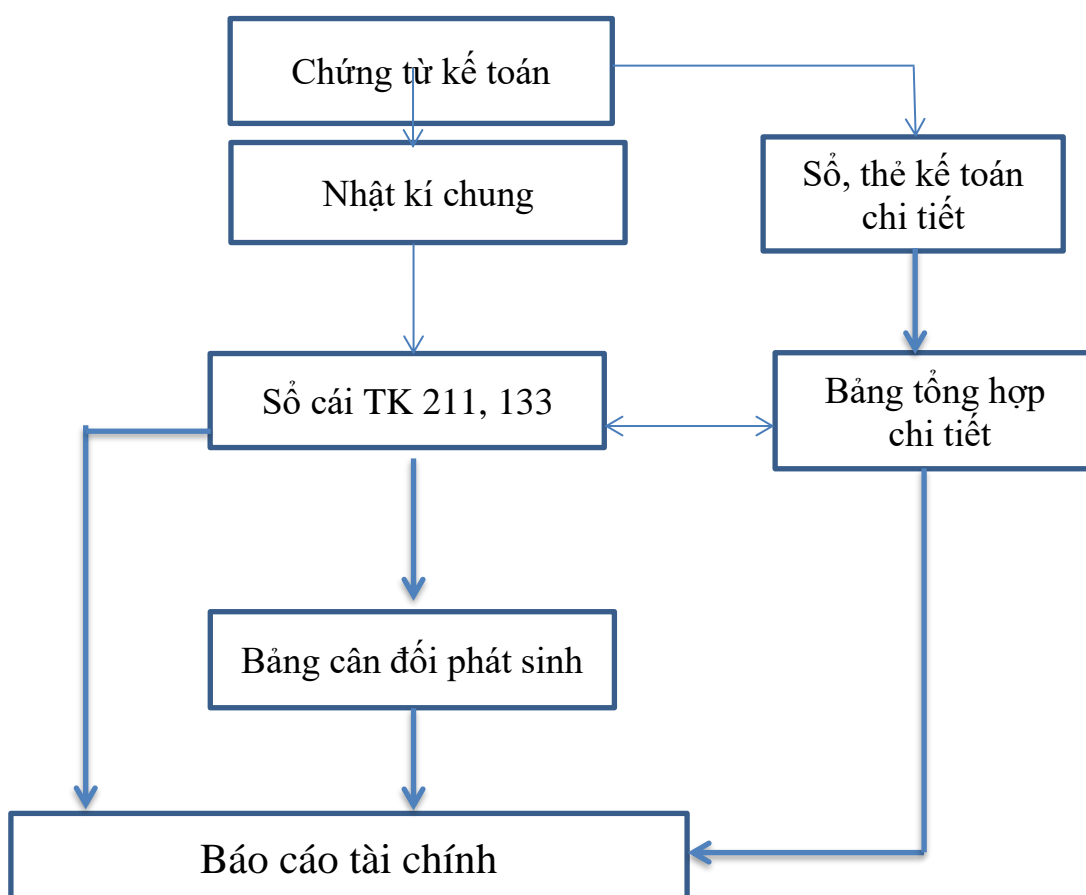 Chứng từ kế toán
Nhật kí chung
Sổ, thẻ kế toán
chi tiết
Sổ cái TK 211, 133
Bảng tổng hợp
chi tiết
Bảng cân đối phát sinh
Báo cáo tài chính